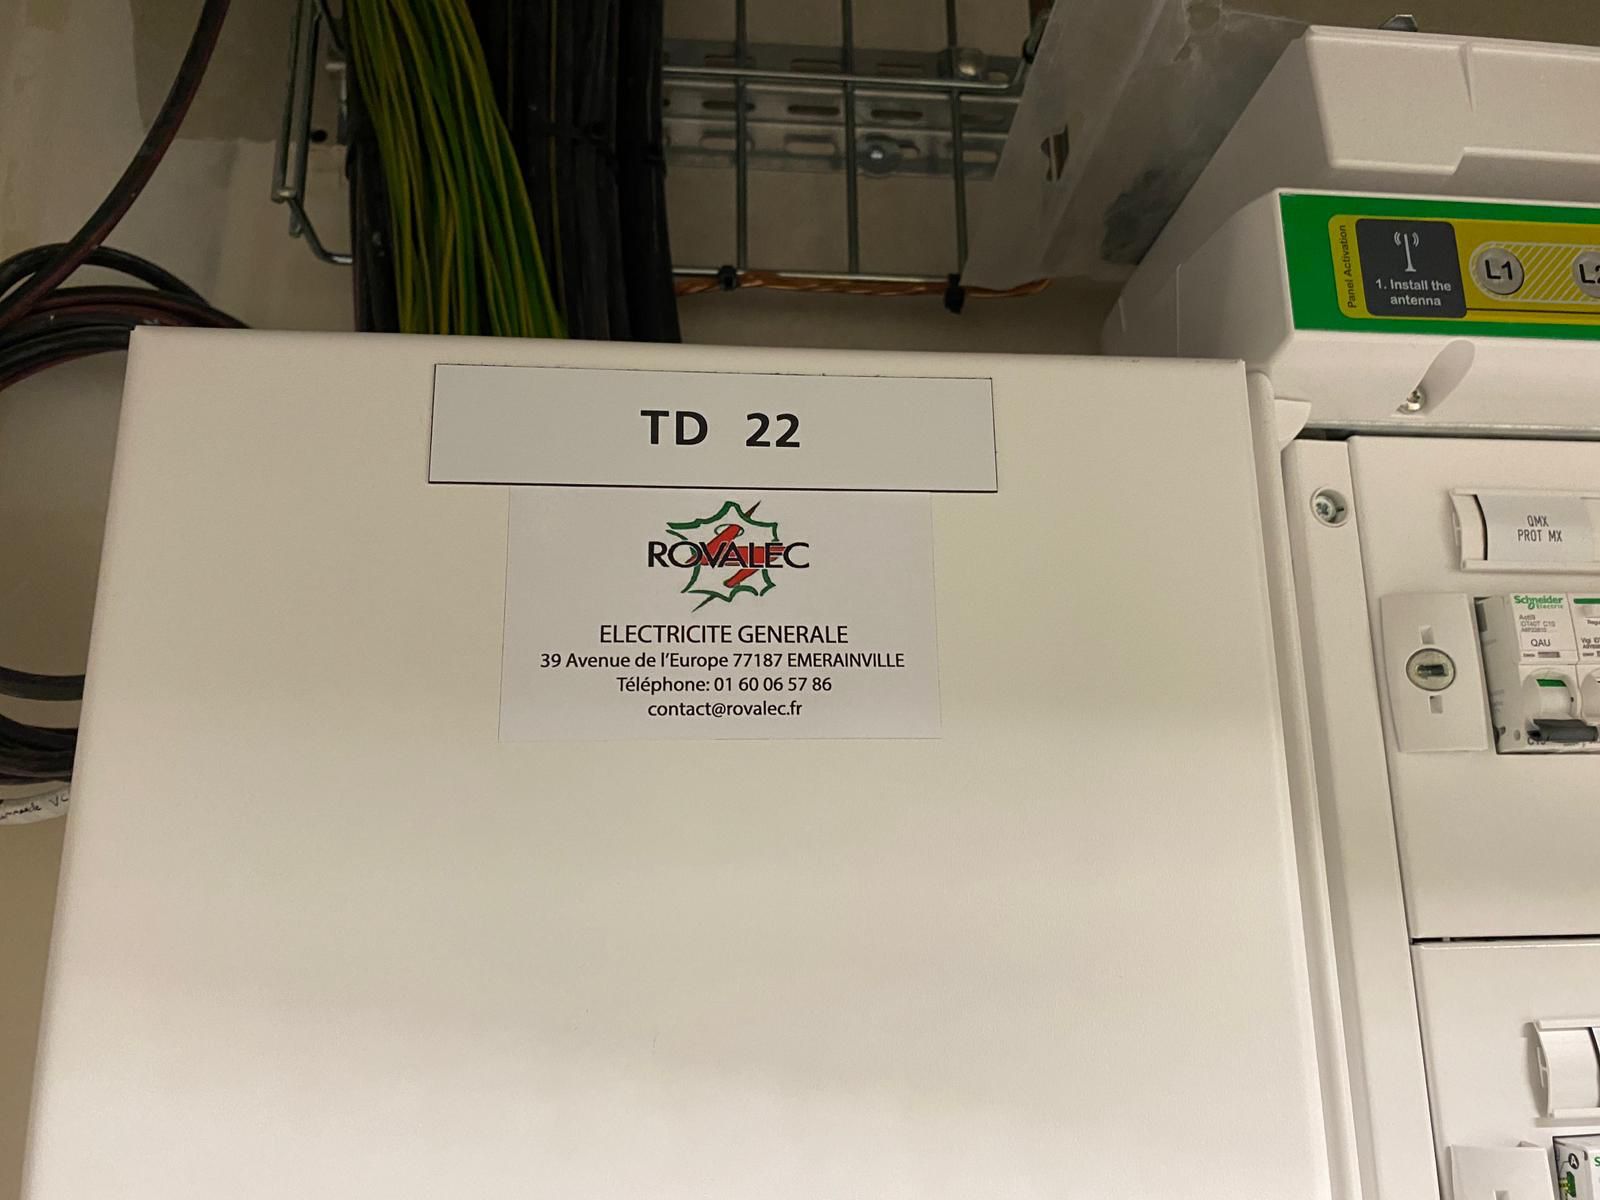 TD 22
ROVALEC
ELECTRICITE GENERALE
39 Avenue de l'Europe 77187 EMERAINVILLE
Téléphone: 01 60 06 57 86
contact@rovalec.fr
Panel Activation
1. Install the
antenna
L1
L2
QMX
PROT MX
Schneider
Electric
QAU